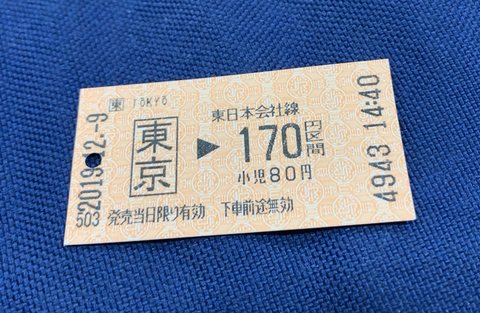 東 TōKYō
東京
▶
東日本会社線
170円区間
小児80円
2019.-2.-9
503
発売当日限り有効 下車前途無効
4943 14:40